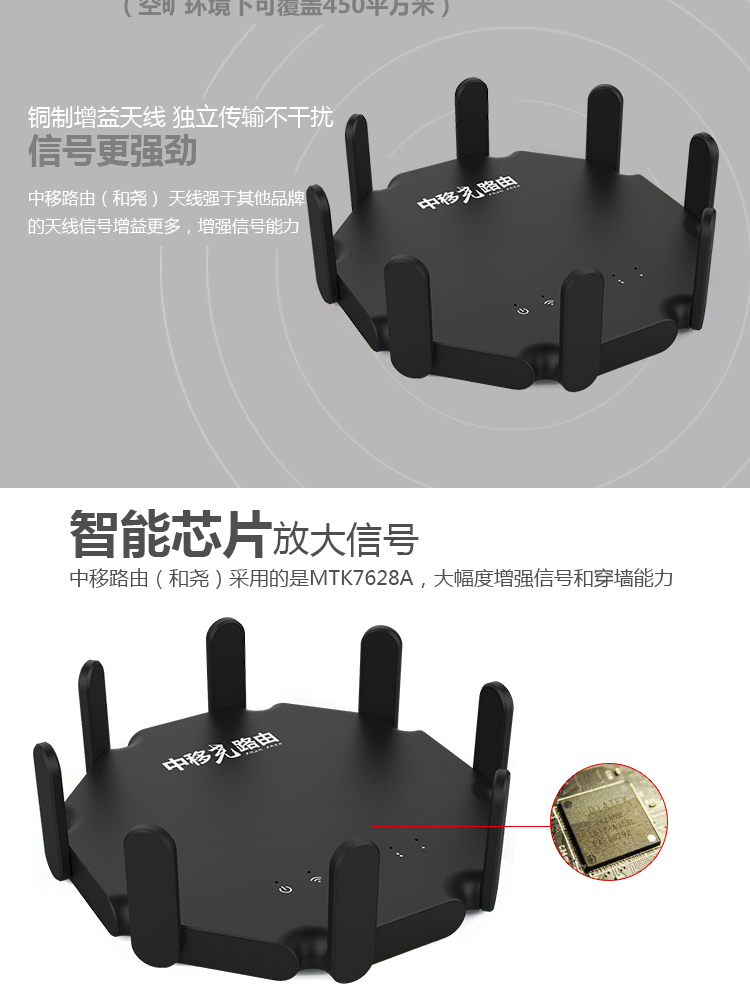 （空旷环境下可覆盖450平方米）
铜制增益天线 独立传输不干扰
信号更强劲
中移路由（和尧） 天线强于其他品牌
的天线信号增益更多，增强信号能力
中移尧路由
智能芯片放大信号
中移路由（和尧）采用的是MTK7628A，大幅度增强信号和穿墙能力
中移尧路由